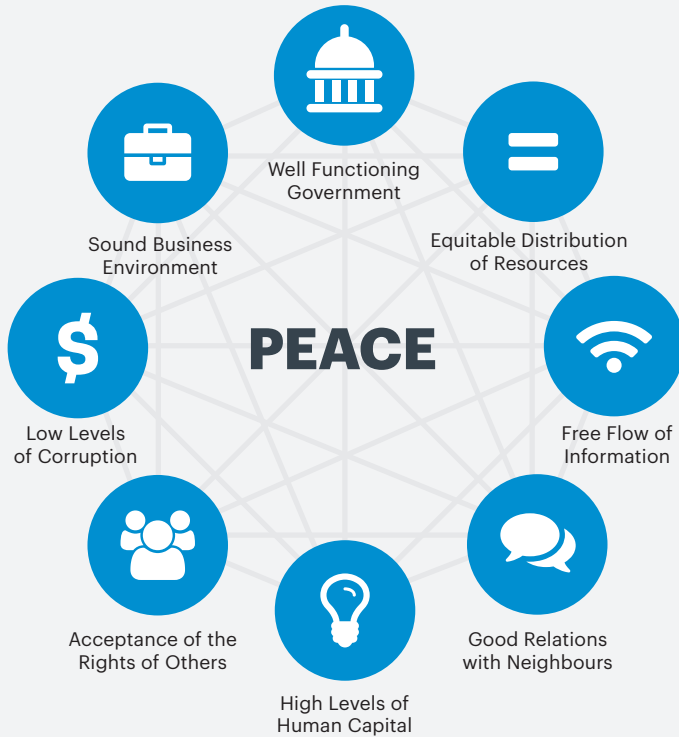 Well Functioning
Government
Sound Business
Environment
Equitable Distribution
of Resources
PEACE
$
Low Levels
of Corruption
Free Flow of
Information
Acceptance of the
Rights of Others
Good Relations
with Neighbours
High Levels of
Human Capital